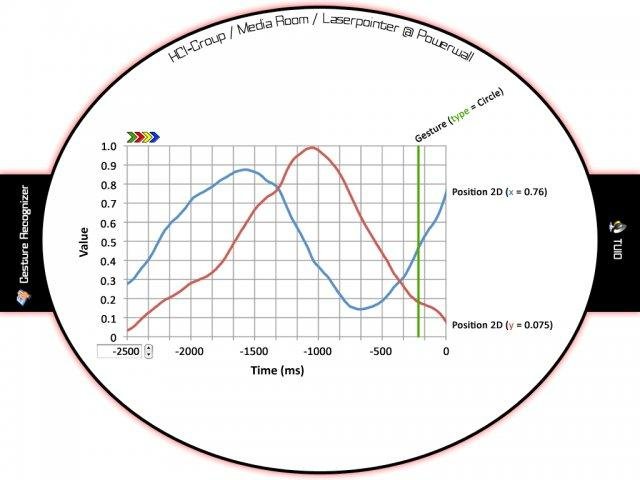 HCI-Group / Media Room / Laserpointer @ Powerwall
Gesture (type = Circle)
1.0
0.9
0.8
0.7
0.6
0.5
0.4
0.3
0.2
0.1
0
Value
Position 2D (x = 0.76)
Position 2D (y = 0.075)
-2500
-2000
-1500
-1000
-500
0
Time (ms)
Gesture Recognizer
TUIO